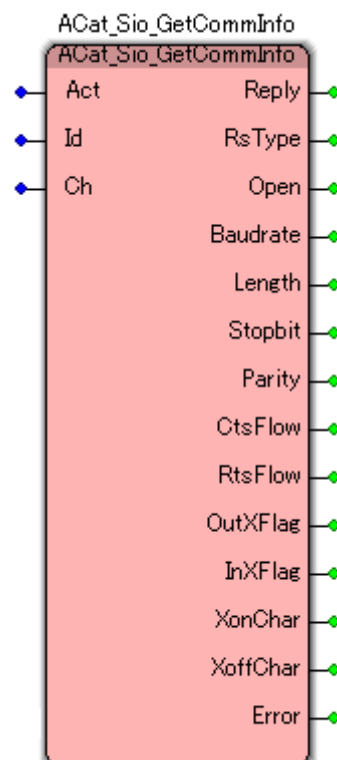 ACat_Sio_GetCommInfo
ACat_Sio_GetCommInfo
Act Reply
Id RsType
Ch Open
Baudrate
Length
Stopbit
Parity
CtsFlow
RtsFlow
OutXFlag
InXFlag
XonChar
XoffChar
Error